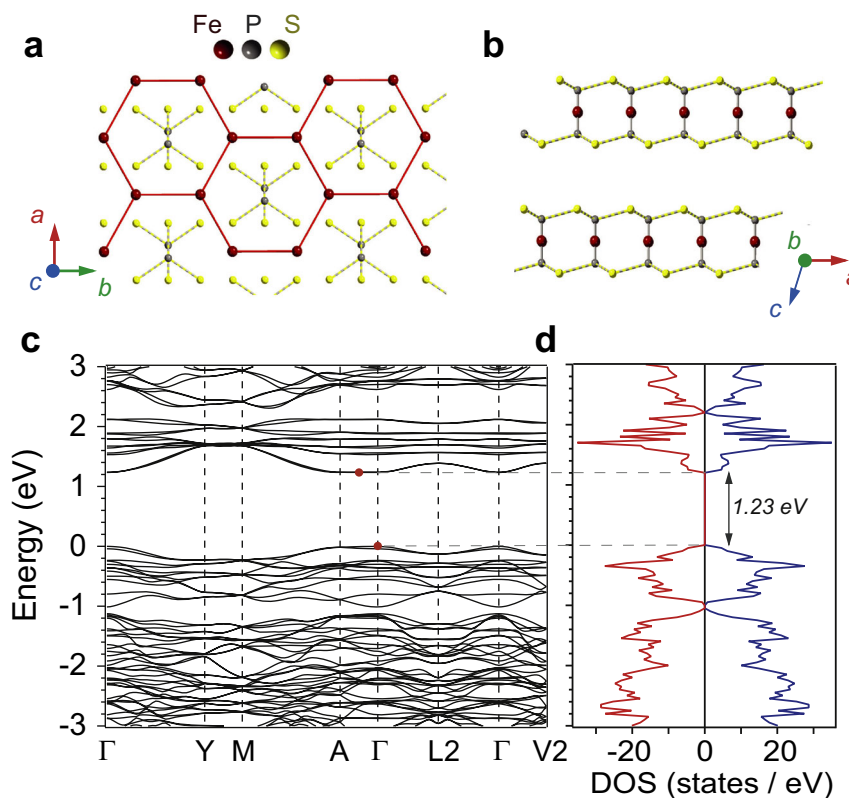 a
Fe P S
b
a
c
b
b
a
c
c
3
2
1
0
-1
-2
-3
Energy (eV)
Γ Y M A Γ L2 Γ V2
d
1.23 eV
-20 0 20
DOS (states / eV)